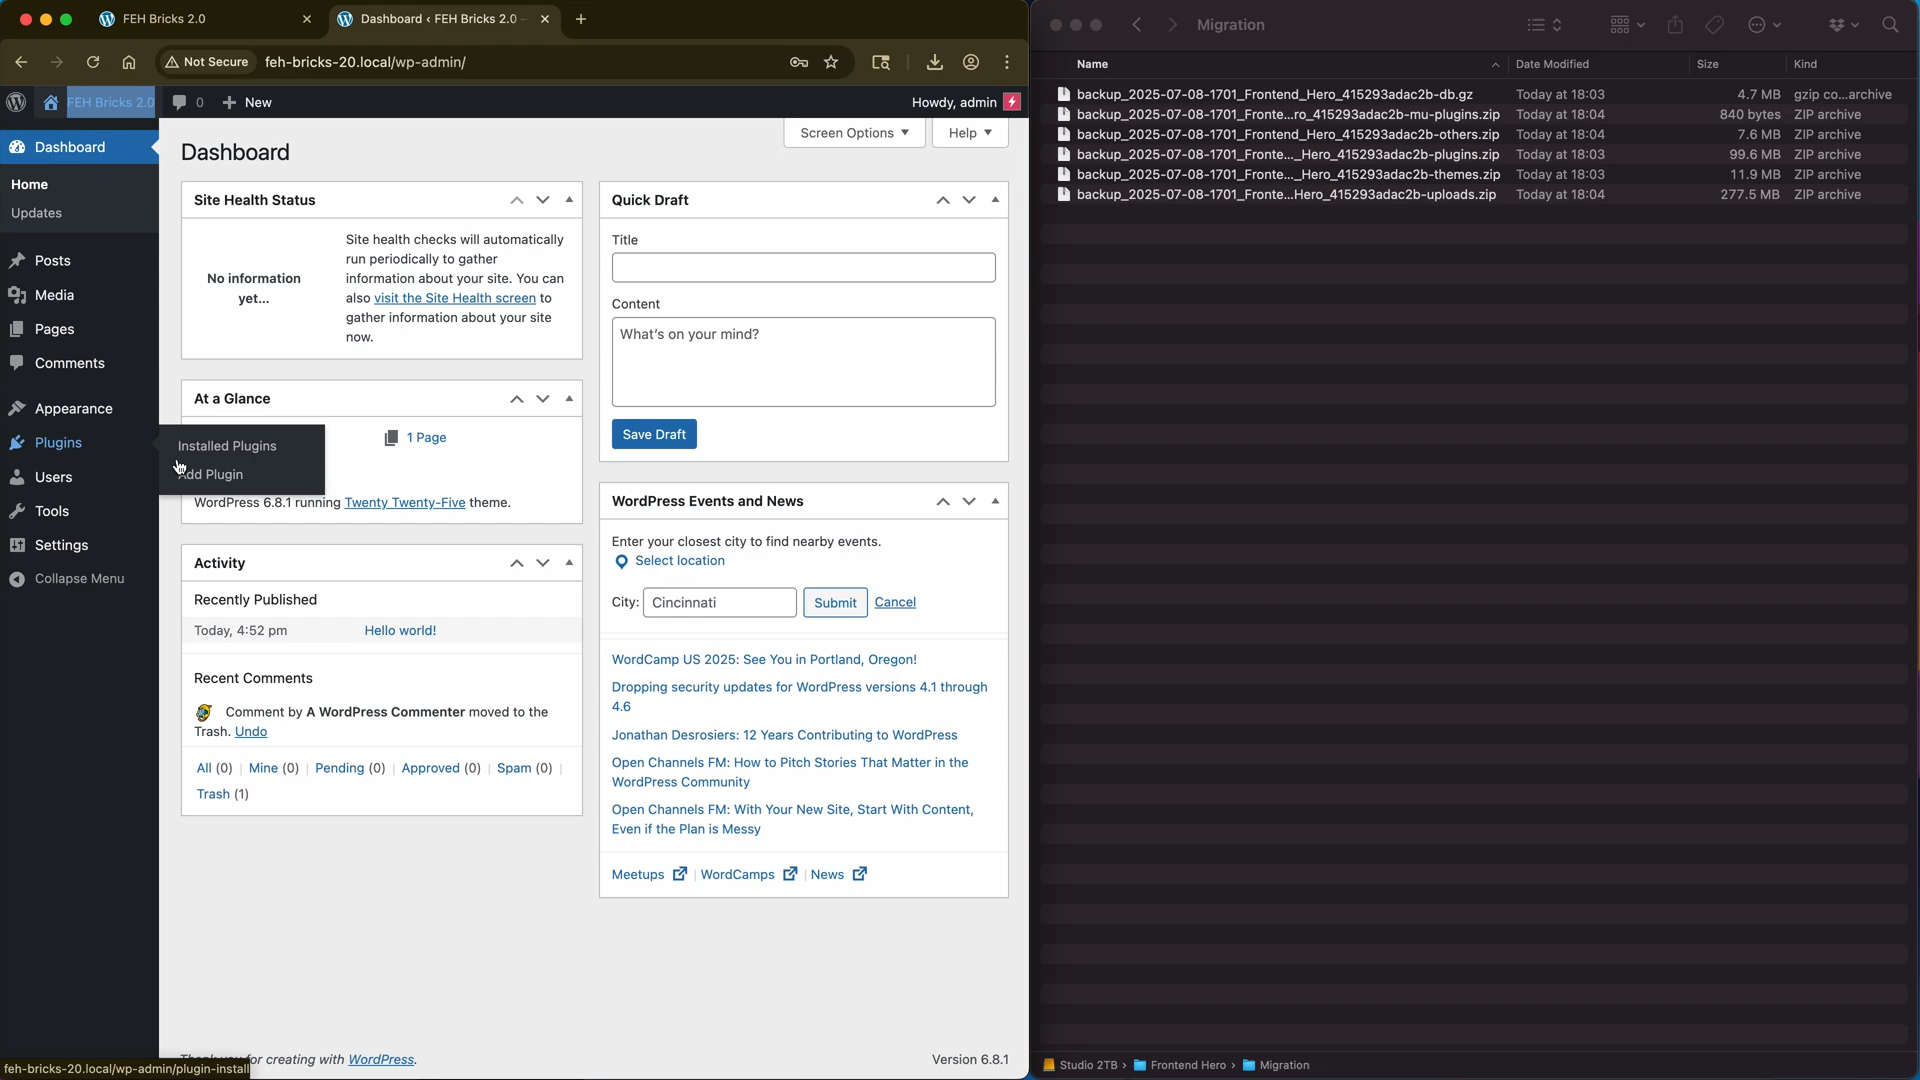 FEH Bricks 2.0
Dashboard ‹ FEH Bricks 2.0 -
Not Secure
feh-bricks-20.local/wp-admin/
FEH Bricks 2.0
0
New
Howdy, admin
Screen Options
Help
Dashboard
Home
Updates
Posts
Media
Pages
Comments
Appearance
Plugins
Users
Tools
Settings
Collapse Menu
Installed Plugins
Add Plugin
Dashboard
Site Health Status
No information
yet...
Site health checks will automatically
run periodically to gather
information about your site. You can
also visit the Site Health screen to
gather information about your site
now.
At a Glance
1 Page
WordPress 6.8.1 running Twenty Twenty-Five theme.
Activity
Recently Published
Today, 4:52 pm
Hello world!
Recent Comments
Comment by A WordPress Commenter moved to the
Trash. Undo
All (0) | Mine (0) | Pending (0) | Approved (0) | Spam (0) |
Trash (1)
Quick Draft
Title
Content
What's on your mind?
Save Draft
WordPress Events and News
Enter your closest city to find nearby events.
Select location
City:
Cincinnati
Submit
Cancel
WordCamp US 2025: See You in Portland, Oregon!
Dropping security updates for WordPress versions 4.1 through
4.6
Jonathan Desrosiers: 12 Years Contributing to WordPress
Open Channels FM: How to Pitch Stories That Matter in the
WordPress Community
Open Channels FM: With Your New Site, Start With Content,
Even if the Plan is Messy
Meetups | WordCamps | News
for creating with WordPress.
Version 6.8.1
feh-bricks-20.local/wp-admin/plugin-install
Migration
Name
Date Modified
Size
Kind
backup_2025-07-08-1701_Frontend_Hero_415293adac2b-db.gz Today at 18:03 4.7 MB gzip co...archive
backup_2025-07-08-1701_Fronte...ro_415293adac2b-mu-plugins.zip Today at 18:04 840 bytes ZIP archive
backup_2025-07-08-1701_Frontend_Hero_415293adac2b-others.zip Today at 18:04 7.6 MB ZIP archive
backup_2025-07-08-1701_Fronte..._Hero_415293adac2b-plugins.zip Today at 18:03 99.6 MB ZIP archive
backup_2025-07-08-1701_Fronte..._Hero_415293adac2b-themes.zip Today at 18:03 11.9 MB ZIP archive
backup_2025-07-08-1701_Fronte...Hero_415293adac2b-uploads.zip Today at 18:04 277.5 MB ZIP archive
Studio 2TB › Frontend Hero › Migration